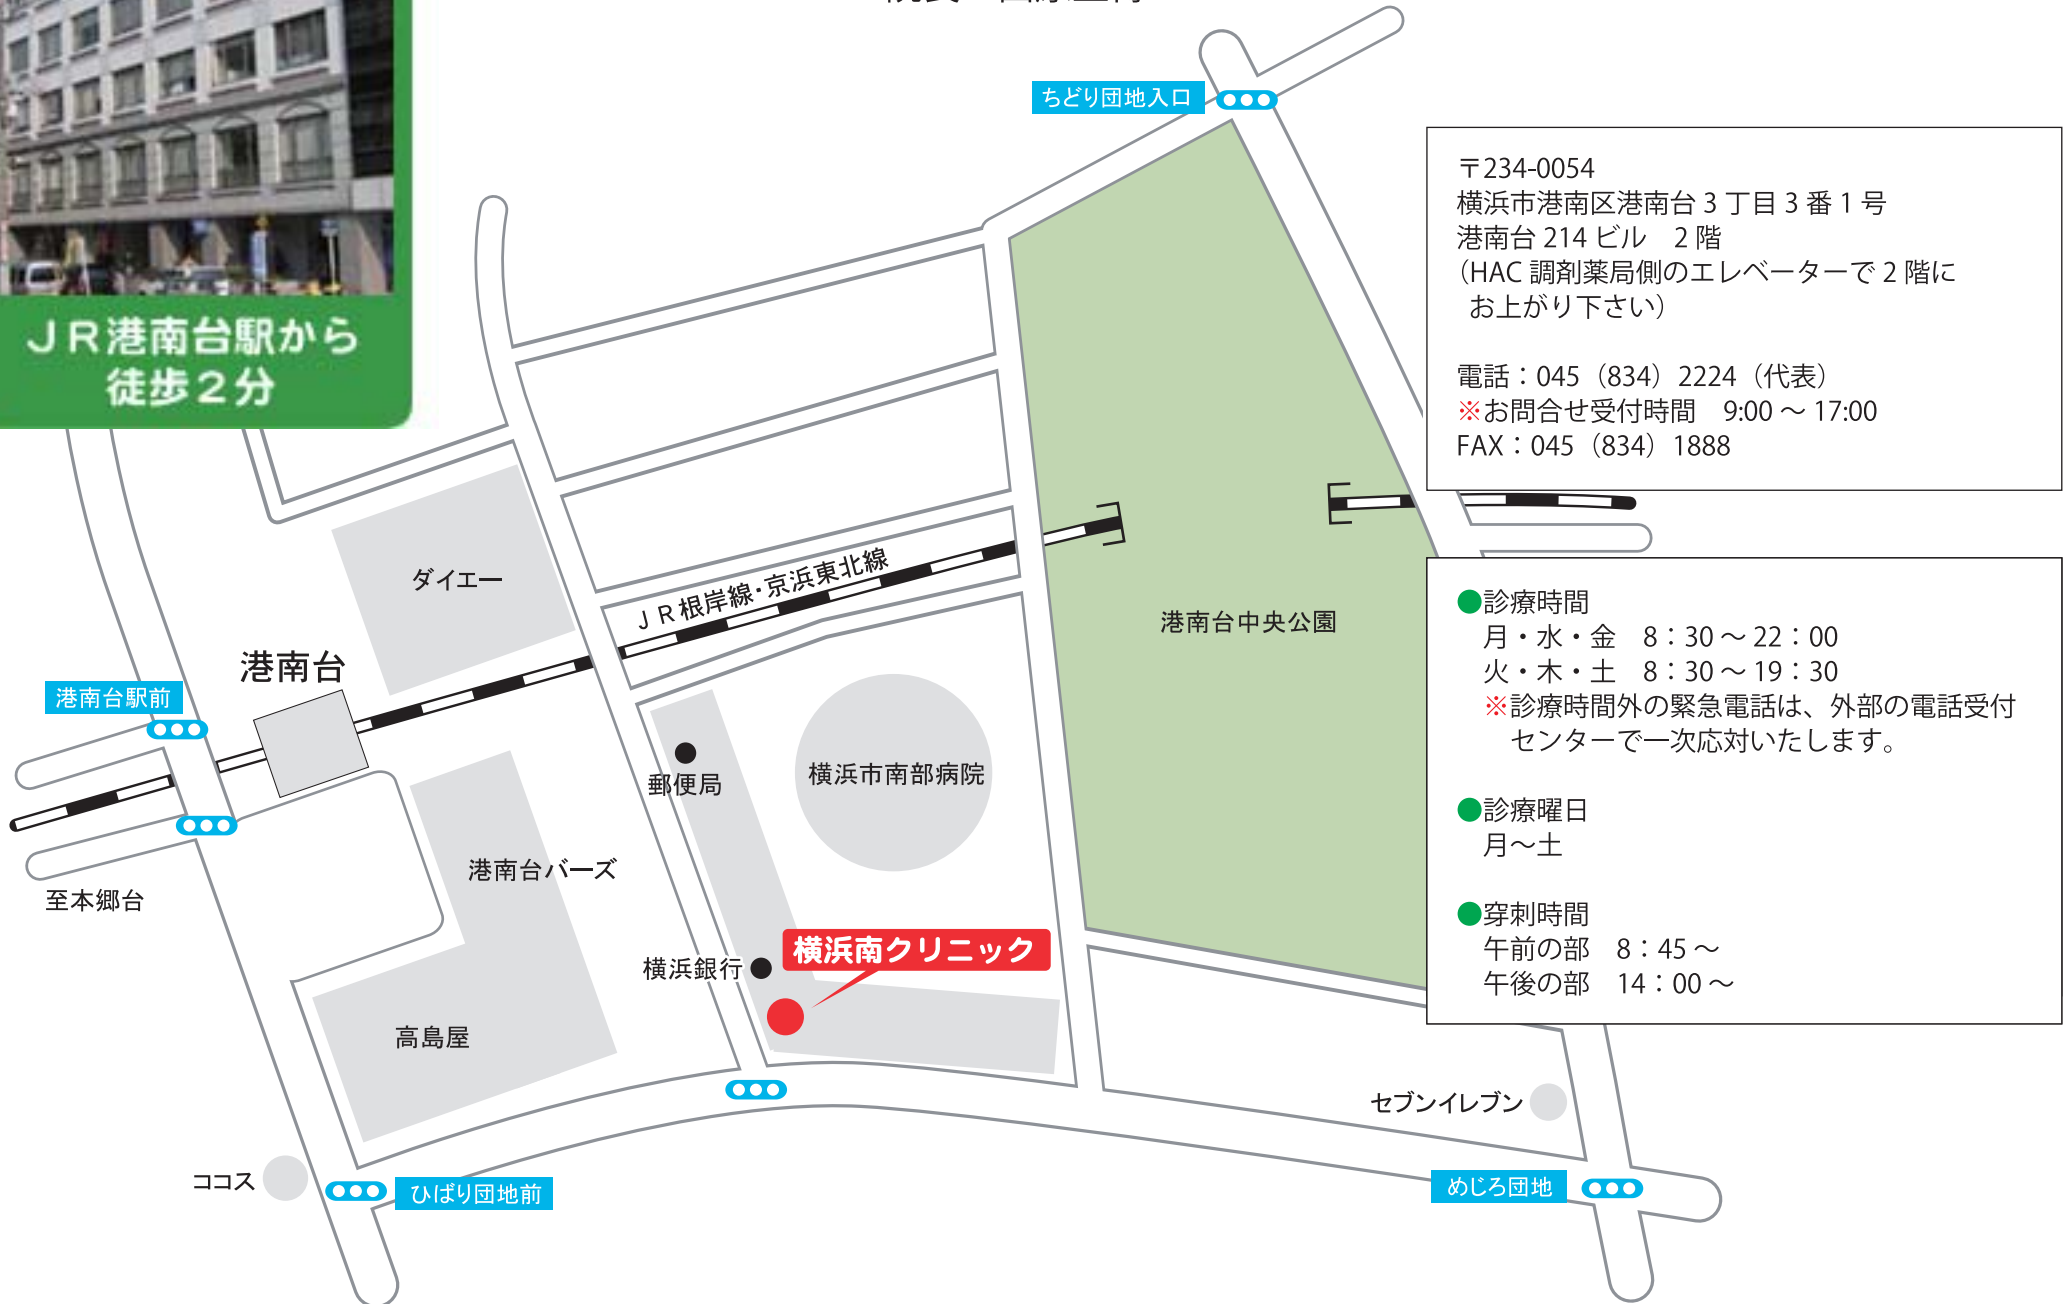 ちどり団地入口
〒234-0054
横浜市港南区港南台 3 丁目 3 番 1 号
港南台 214 ビル　2 階
（HAC 調剤薬局側のエレベーターで 2 階に
お上がり下さい）
電話：045（834）2224（代表）
※お問合せ受付時間　9:00 ～ 17:00
FAX：045（834）1888
ＪＲ港南台駅から
徒歩２分
ダイエー
ＪＲ根岸線・京浜東北線
港南台中央公園
港南台
港南台駅前
郵便局
横浜市南部病院
港南台バーズ
至本郷台
横浜南クリニック
横浜銀行
高島屋
●診療時間
月・水・金　8：30 ～ 22：00
火・木・土　8：30 ～ 19：30
※診療時間外の緊急電話は、外部の電話受付
センターで一次応対いたします。
●診療曜日
月～土
●穿刺時間
午前の部　8：45 ～
午後の部　14：00 ～
セブンイレブン
ココス
ひばり団地前
めじろ団地